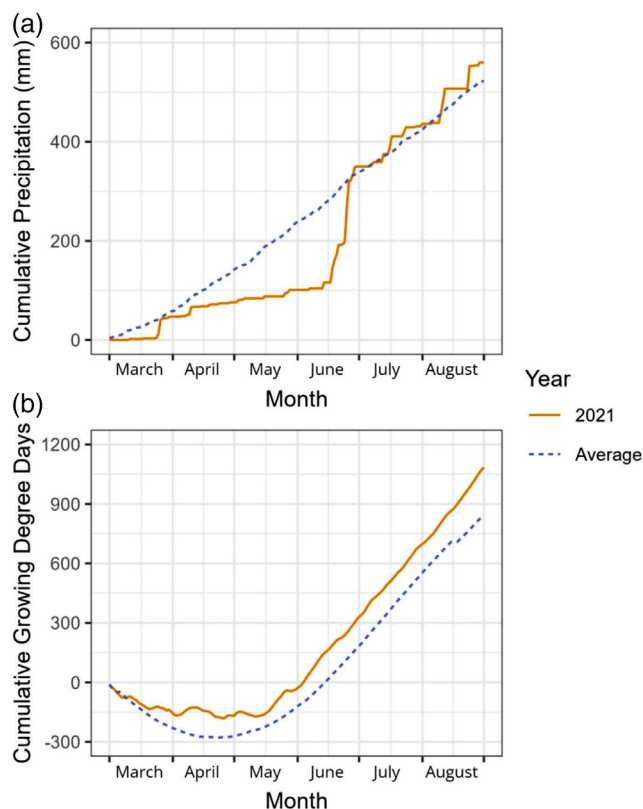 (a)
Cumulative Precipitation (mm)
600
400
200
0
March April May June July August
Month
(b)
Cumulative Growing Degree Days
1200
900
600
300
0
-300
March April May June July August
Month
Year
2021
Average